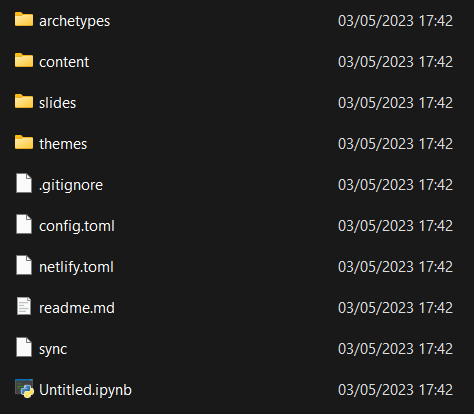 archetypes 03/05/2023 17:42
content 03/05/2023 17:42
slides 03/05/2023 17:42
themes 03/05/2023 17:42
.gitignore 03/05/2023 17:42
config.toml 03/05/2023 17:42
netlify.toml 03/05/2023 17:42
readme.md 03/05/2023 17:42
sync 03/05/2023 17:42
Untitled.ipynb 03/05/2023 17:42